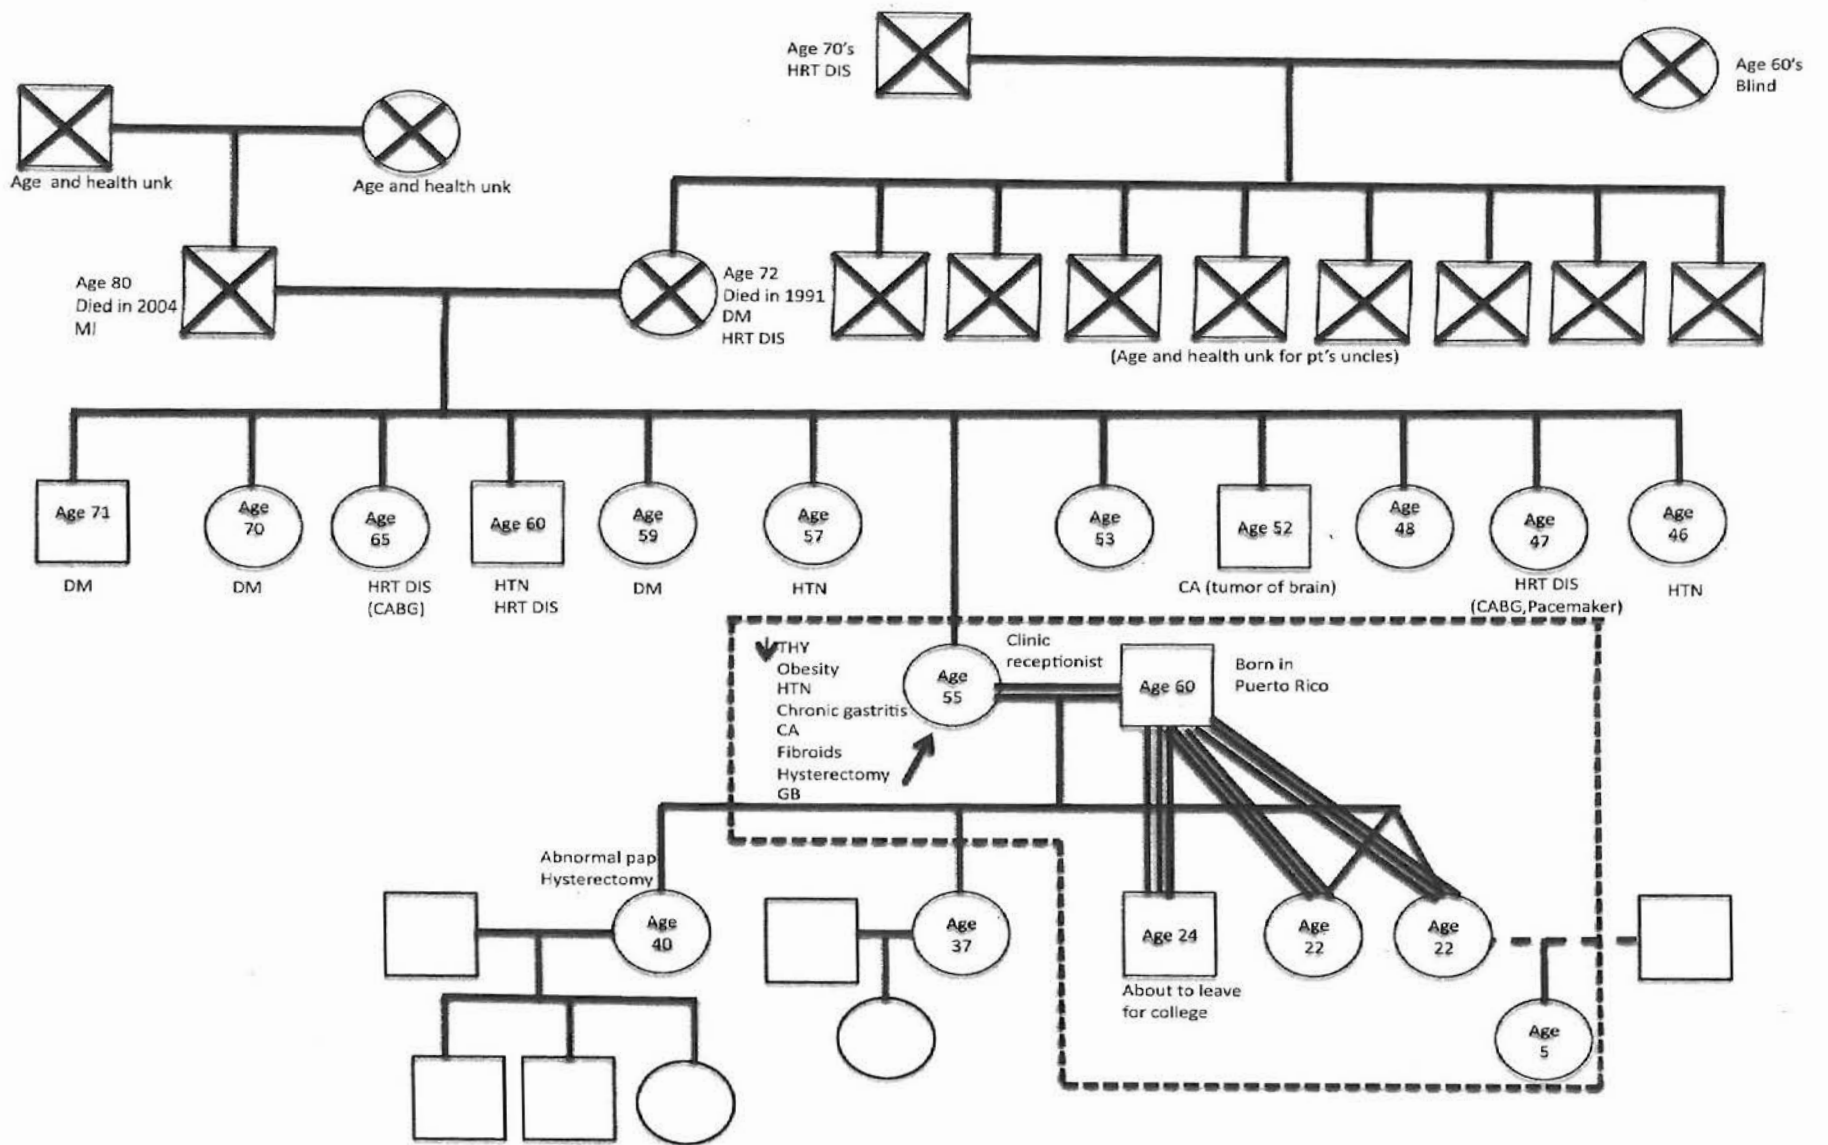 Age 70's
HRT DIS
Age 60's
Blind
Age and health unk
Age and health unk
Age 80
Died in 2004
MI
Age 72
Died in 1991
DM
HRT DIS
(Age and health unk for pt's uncles)
Age 71
DM
Age
70
DM
Age
65
HRT DIS
(CABG)
Age 60
HTN
HRT DIS
Age
59
DM
Age
57
HTN
Age
53
Age 52
CA (tumor of brain)
Age
48
Age
47
HRT DIS
(CABG,Pacemaker)
Age
46
HTN
THY
Obesity
HTN
Chronic gastritis
CA
Fibroids
Hysterectomy
GB
Age
55
Clinic
receptionist
Age 60
Born in
Puerto Rico
Abnormal pap
Hysterectomy
Age
40
Age
37
Age 24
About to leave
for college
Age
22
Age
22
Age
5